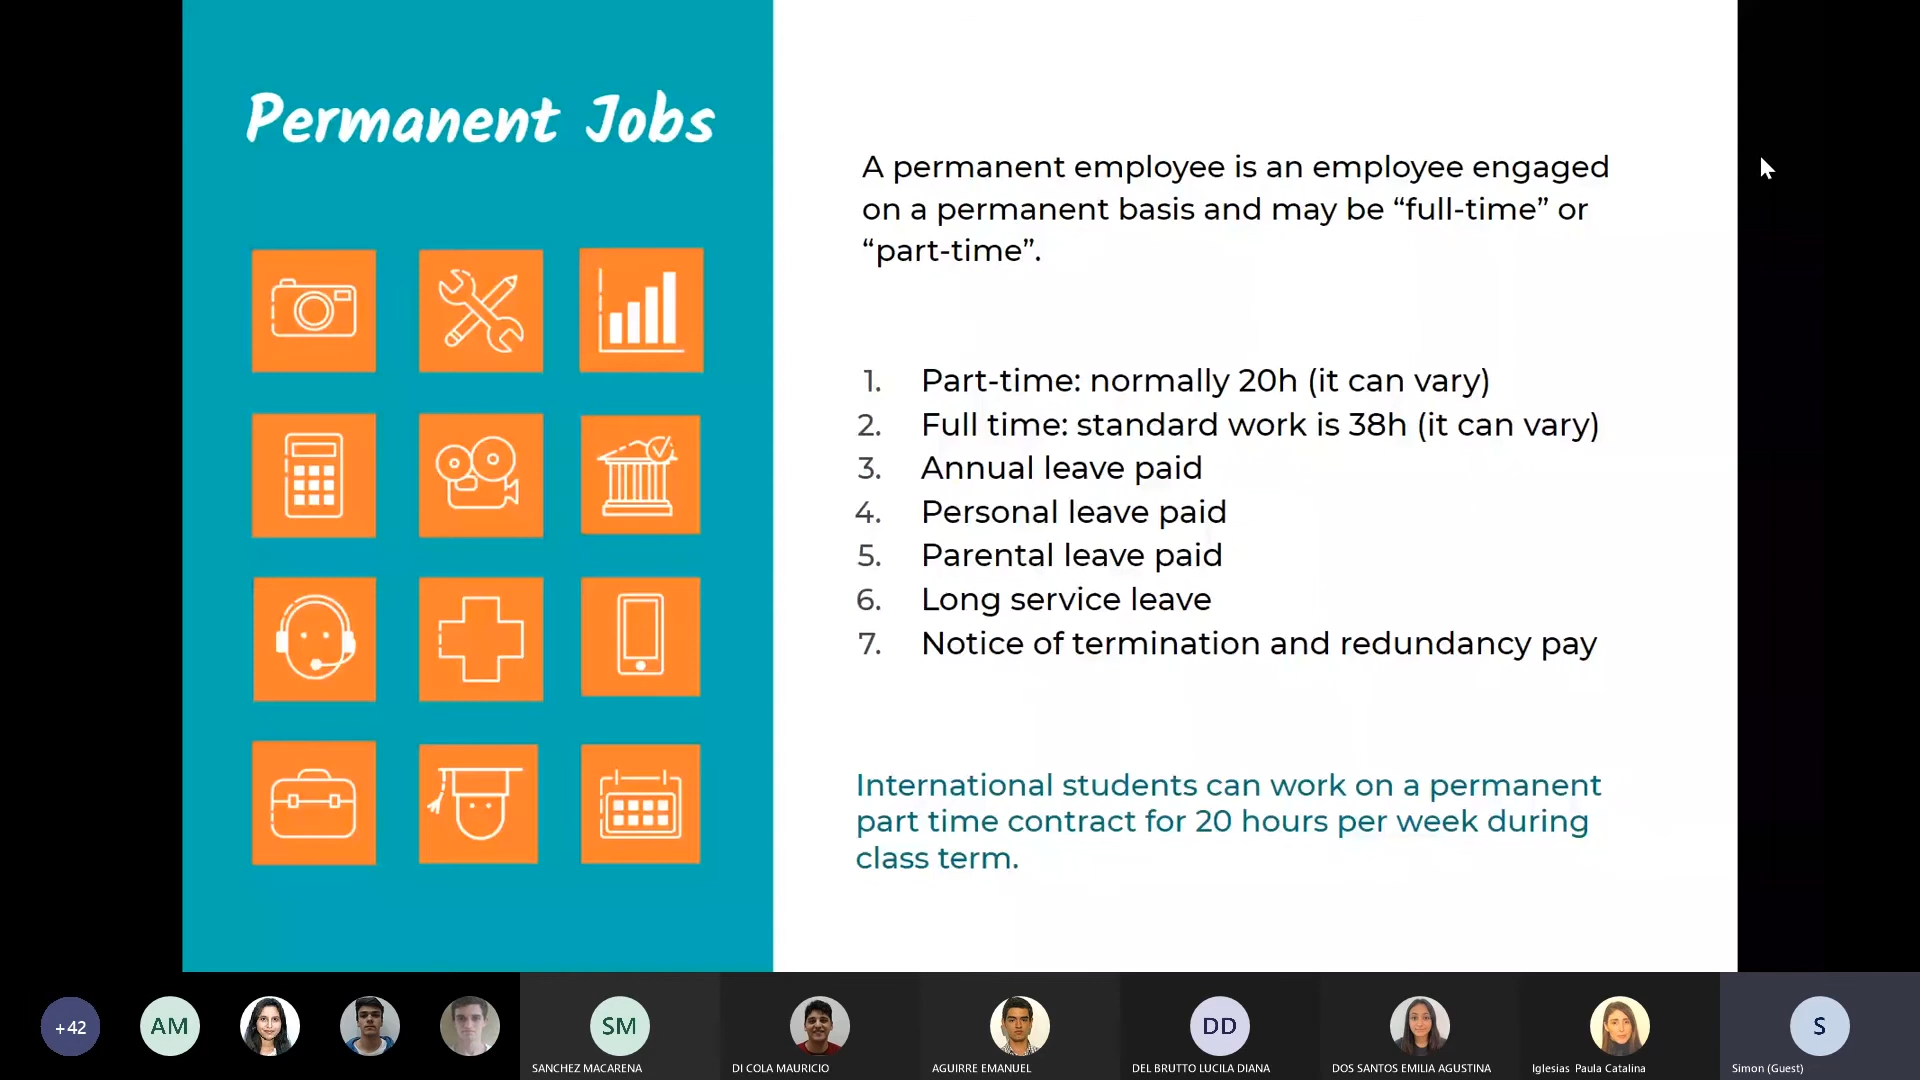 Permanent Jobs
A permanent employee is an employee engaged
on a permanent basis and may be “full-time” or
“part-time”.
1. Part-time: normally 20h (it can vary)
2. Full time: standard work is 38h (it can vary)
3. Annual leave paid
4. Personal leave paid
5. Parental leave paid
6. Long service leave
7. Notice of termination and redundancy pay
International students can work on a permanent
part time contract for 20 hours per week during
class term.
+42
AM
SM
DD
S
SANCHEZ MACARENA
DI COLA MAURICIO
AGUIRRE EMANUEL
DEL BRUTTO LUCILA DIANA
DOS SANTOS EMILIA AGUSTINA
Iglesias Paula Catalina
Simon (Guest)